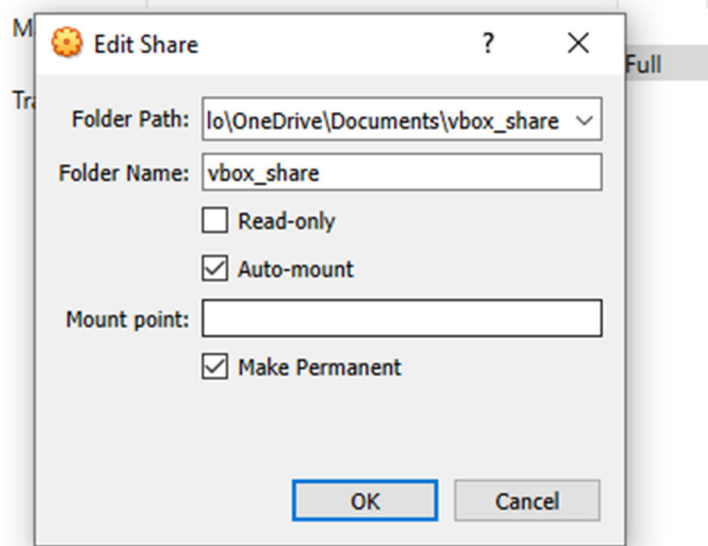 Edit Share
?
Full
Folder Path: lo\OneDrive\Documents\vbox_share
Folder Name: vbox_share
Read-only
Auto-mount
Mount point:
Make Permanent
OK
Cancel